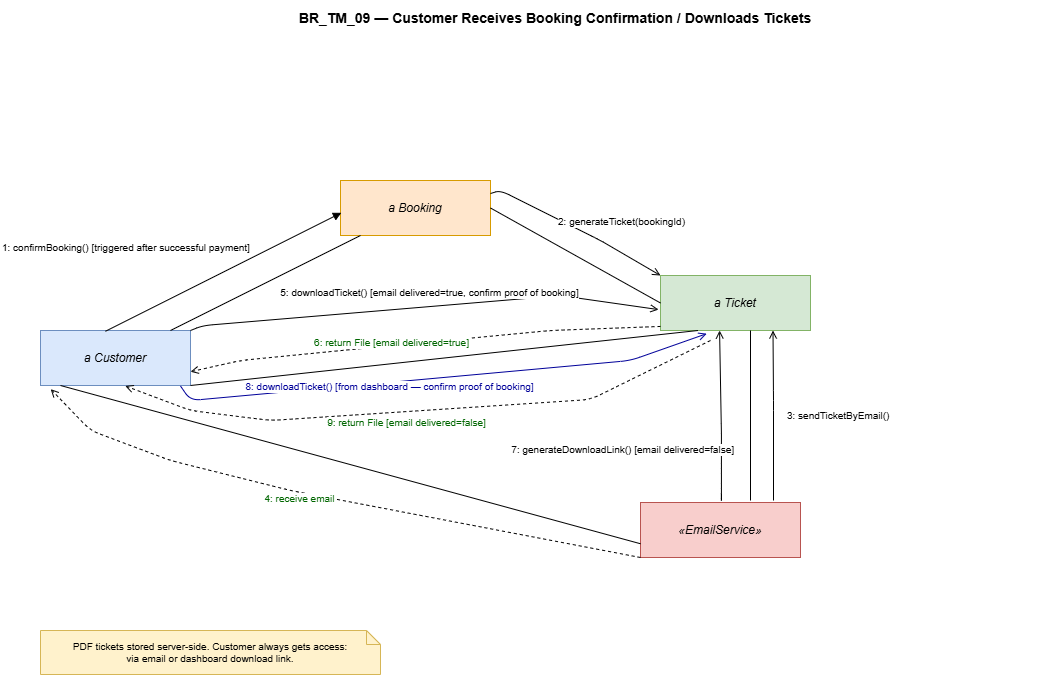 BR_TM_09 — Customer Receives Booking Confirmation / Downloads Tickets
a Booking
2: generateTicket(bookingId)
1: confirmBooking() [triggered after successful payment]
5: downloadTicket() [email delivered=true, confirm proof of booking]
a Ticket
6: return File [email delivered=true]
a Customer
8: downloadTicket() [from dashboard — confirm proof of booking]
3: sendTicketByEmail()
9: return File [email delivered=false]
7: generateDownloadLink() [email delivered=false]
4: receive email
«EmailService»
PDF tickets stored server-side. Customer always gets access:
via email or dashboard download link.